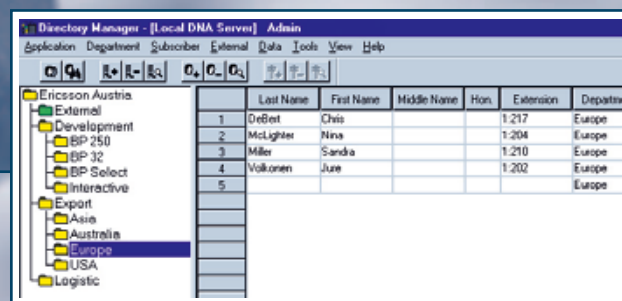 Directory Manager - [Local DNA Server] Admin
Application Department Subscriber External Data Tools View Help
Ericsson Austria
External
Development
BP 250
BP 32
BP Select
Interactive
Export
Asia
Australia
Europe
USA
Logistic
Last Name First Name Middle Name Hon. Extension Departme
1 DeBert Chris 1:217 Europe
2 McLighter Nina 1:204 Europe
3 Miller Sandra 1:210 Europe
4 Volkonen Jure 1:202 Europe
5 Europe